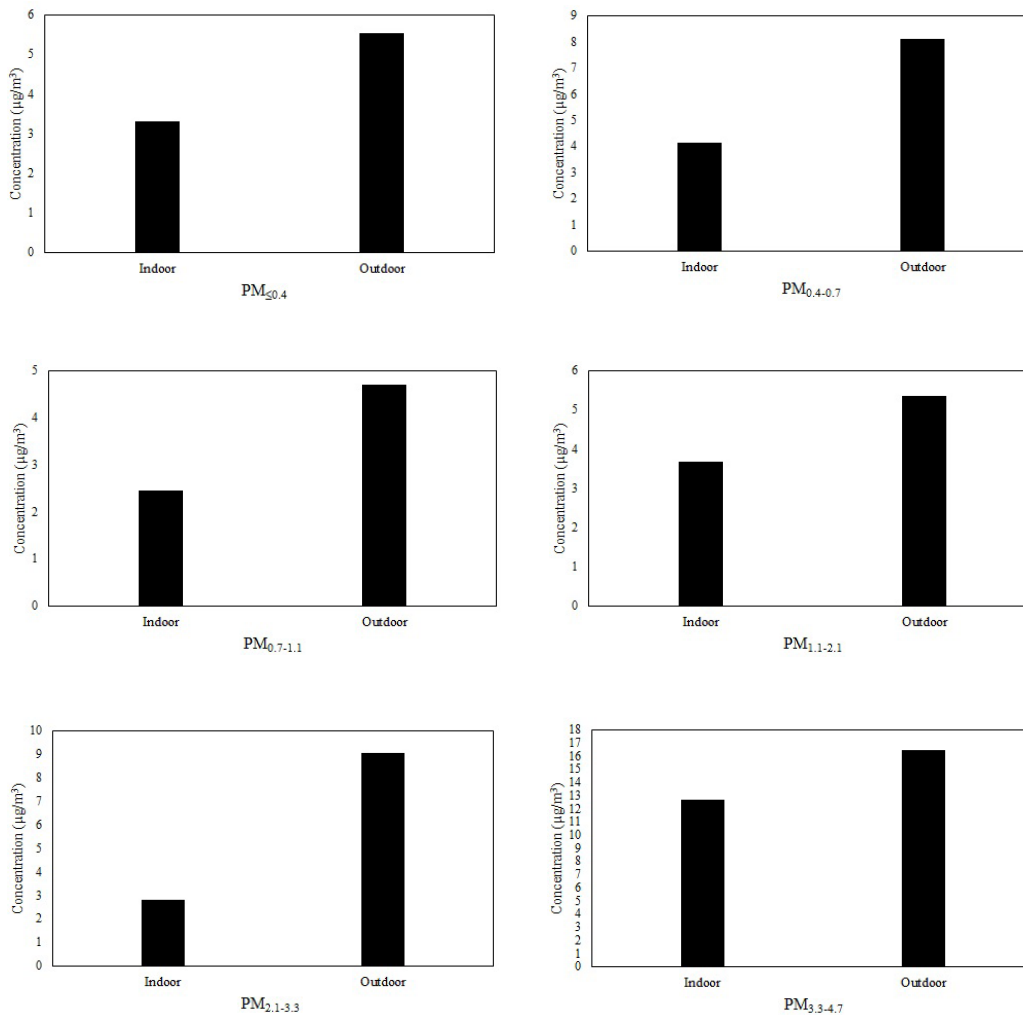 6
5
4
3
2
1
0
Concentration (µg/m³)
Indoor
Outdoor
PM≤0.4
9
8
7
6
5
4
3
2
1
0
Concentration (µg/m³)
Indoor
Outdoor
PM0.4-0.7
5
4
3
2
1
0
Concentration (µg/m³)
Indoor
Outdoor
PM0.7-1.1
6
5
4
3
2
1
0
Concentration (µg/m³)
Indoor
Outdoor
PM1.1-2.1
10
9
8
7
6
5
4
3
2
1
0
Concentration (µg/m³)
Indoor
Outdoor
PM2.1-3.3
18
17
16
15
14
13
12
11
10
9
8
7
6
5
4
3
2
1
0
Concentration (µg/m³)
Indoor
Outdoor
PM3.3-4.7